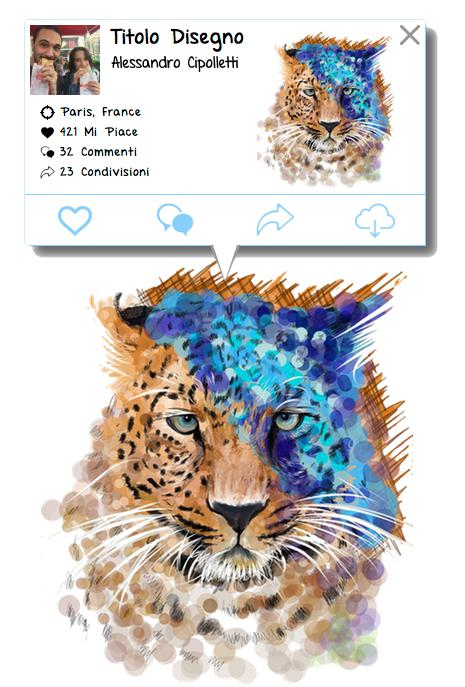 Titolo Disegno
Alessandro Cipolletti
Paris, France
421 Mi Piace
32 Commenti
23 Condivisioni